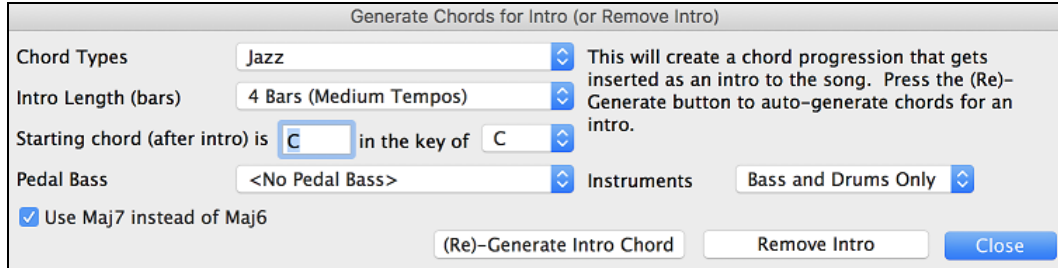 Generate Chords for Intro (or Remove Intro)
Chord Types Jazz
This will create a chord progression that gets
inserted as an intro to the song. Press the (Re)-
Generate button to auto-generate chords for an
intro.
Intro Length (bars) 4 Bars (Medium Tempos)
Starting chord (after intro) is C in the key of C
Pedal Bass <No Pedal Bass> Instruments Bass and Drums Only
Use Maj7 instead of Maj6
(Re)-Generate Intro Chord Remove Intro Close